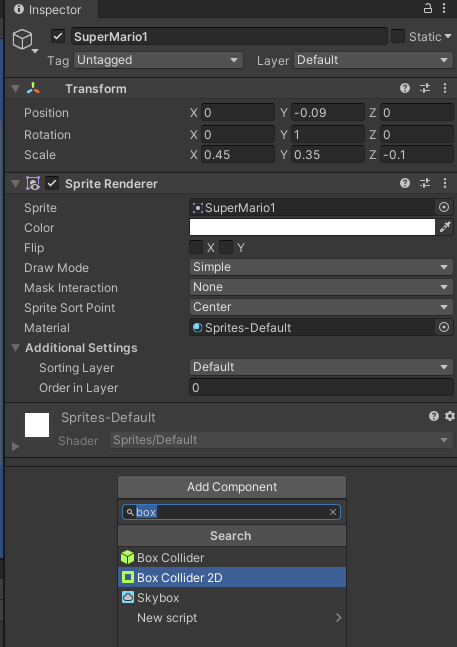 Inspector
SuperMario1 Static
Tag Untagged Layer Default
Transform
Position X 0 Y -0.09 Z 0
Rotation X 0 Y 1 Z 0
Scale X 0.45 Y 0.35 Z -0.1
Sprite Renderer
Sprite SuperMario1
Color
Flip X Y
Draw Mode Simple
Mask Interaction None
Sprite Sort Point Center
Material Sprites-Default
Additional Settings
Sorting Layer Default
Order in Layer 0
Sprites-Default
Shader Sprites/Default
Add Component
box
Search
Box Collider
Box Collider 2D
Skybox
New script